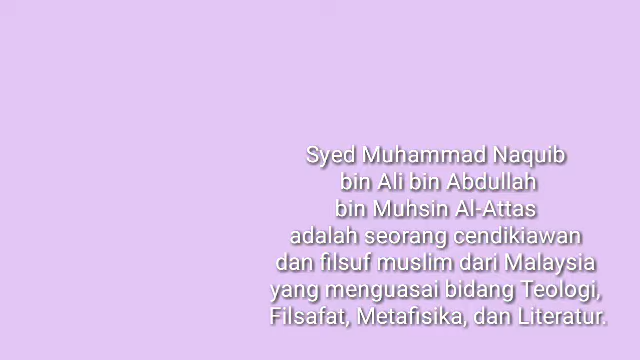 Syed Muhammad Naquib
bin Ali bin Abdullah
bin Muhsin Al-Attas
adalah seorang cendikiawan
dan filsuf muslim dari Malaysia
yang menguasai bidang Teologi,
Filsafat, Metafisika, dan Literatur.